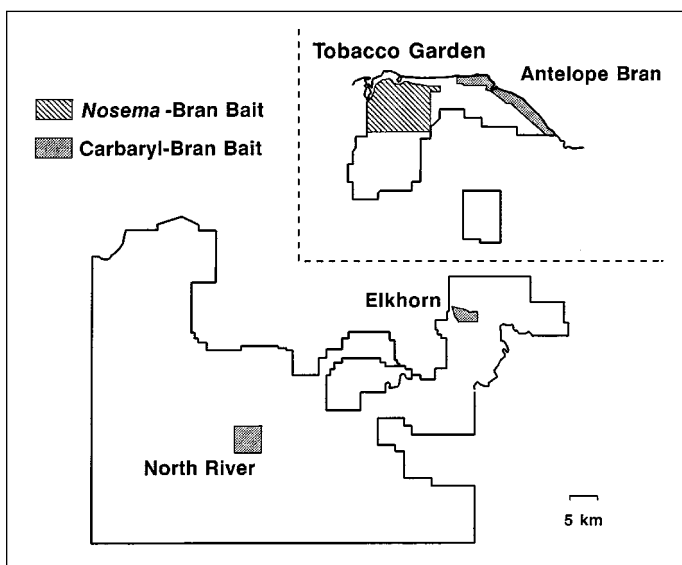 Tobacco Garden
Antelope Bran
Nosema-Bran Bait
Carbaryl-Bran Bait
Elkhorn
North River
5 km